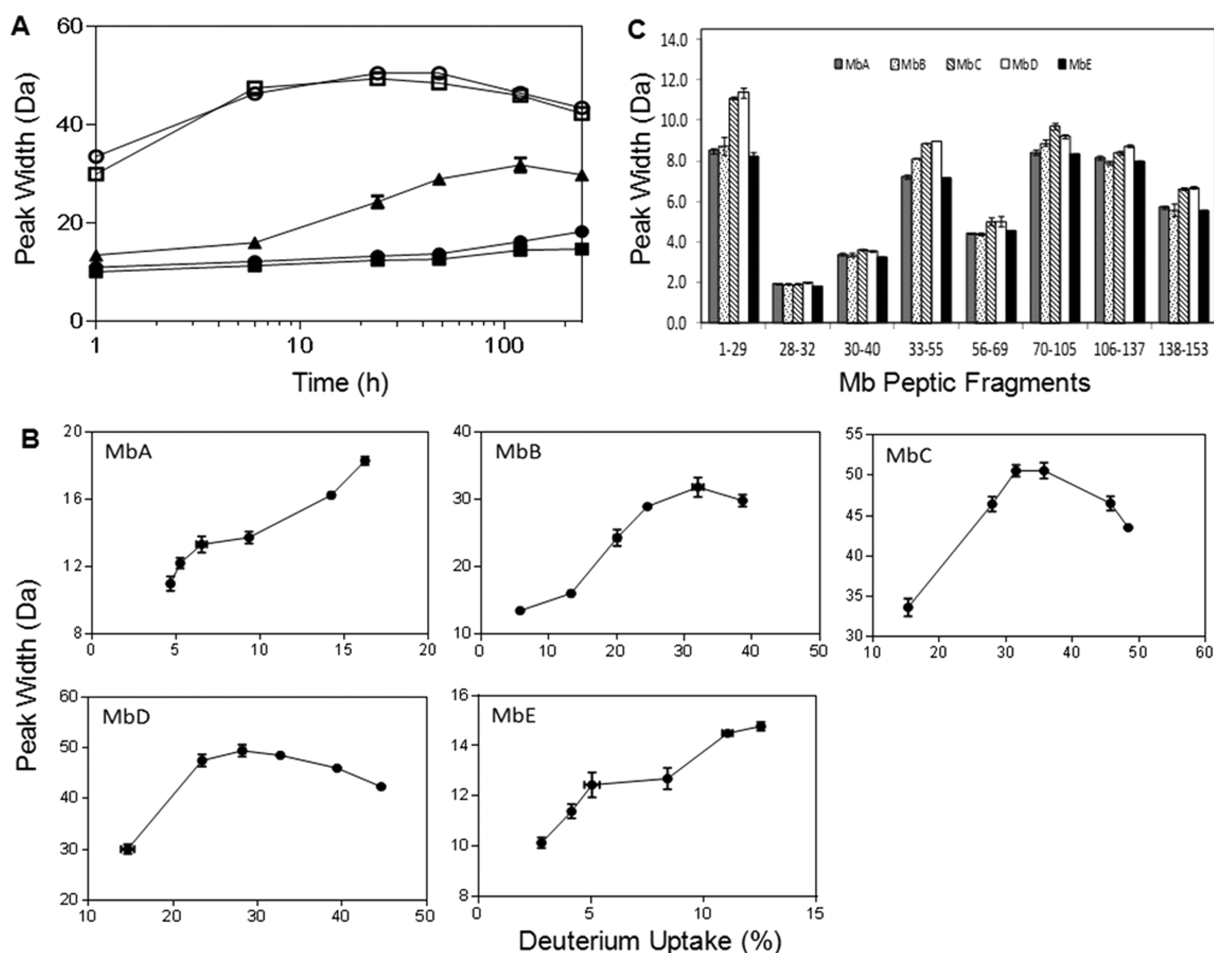 A
Peak Width (Da)
60
40
20
0
1
10
100
Time (h)
C
Peak Width (Da)
14.0
12.0
10.0
8.0
6.0
4.0
2.0
0.0
MbA MbB MbC MbD MbE
1-29 28-32 30-40 33-55 56-69 70-105 106-137 138-153
Mb Peptic Fragments
B
Peak Width (Da)
MbA
20
16
12
8
0 5 10 15 20
MbB
40
30
20
10
0 10 20 30 40 50
MbC
55
50
45
40
35
30
10 20 30 40 50 60
MbD
60
50
40
30
20
10 20 30 40 50
MbE
16
14
12
10
8
0 5 10 15
Deuterium Uptake (%)